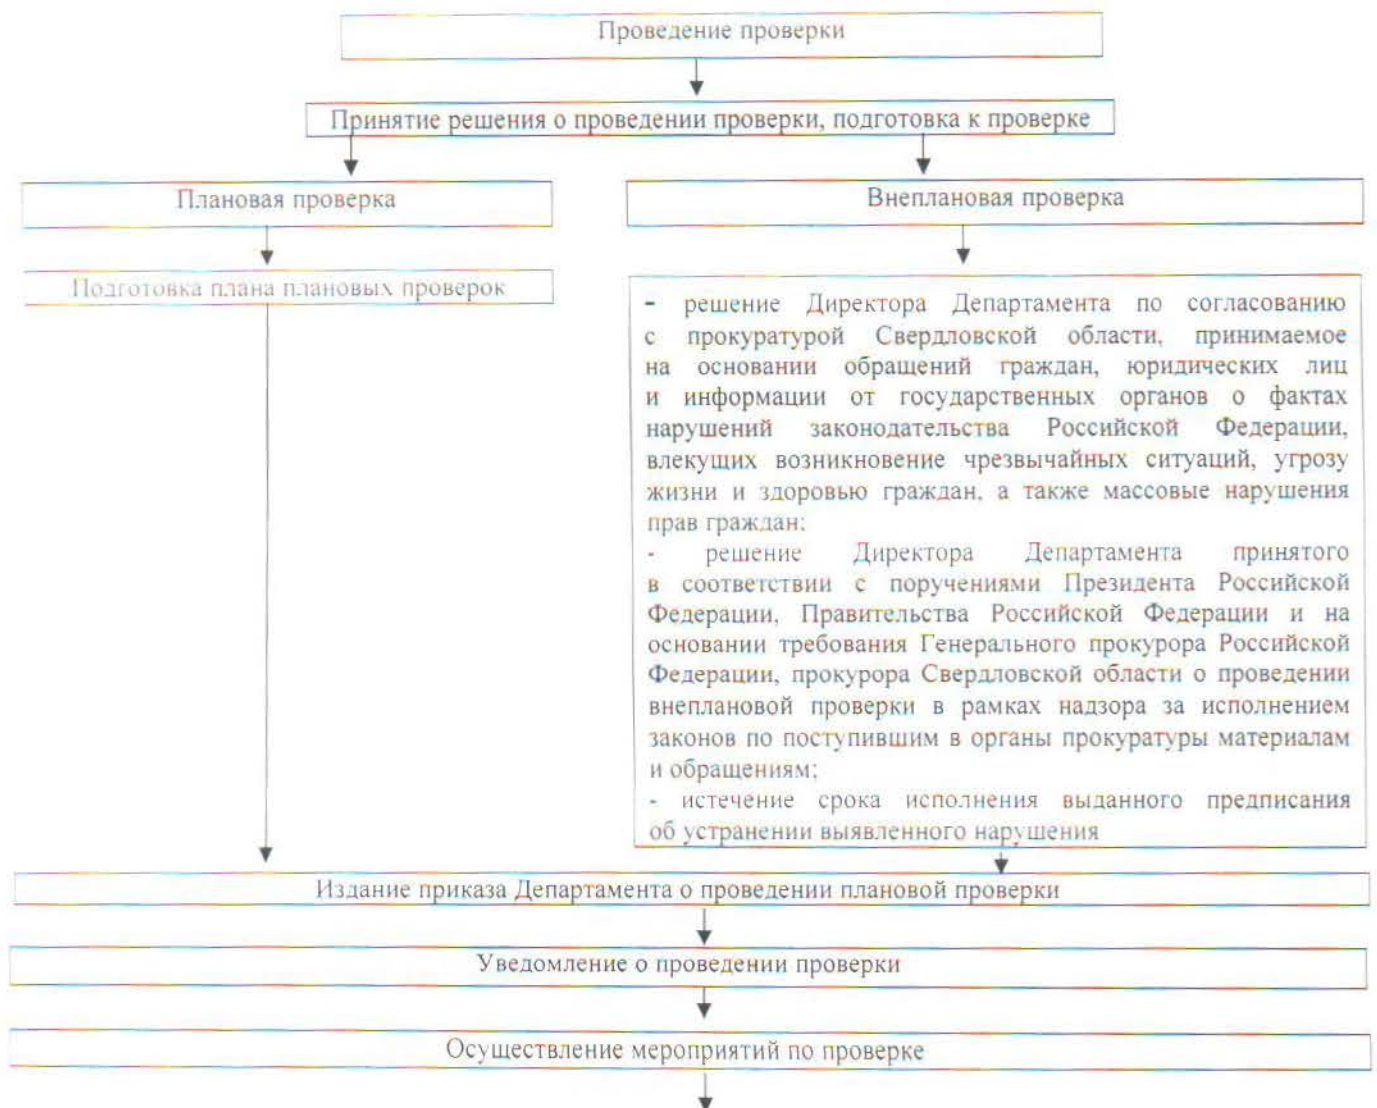 Проведение проверки
Принятие решения о проведении проверки, подготовка к проверке
Плановая проверка
Внеплановая проверка
Подготовка плана плановых проверок
- решение Директора Департамента по согласованию
с прокуратурой Свердловской области, принимаемое
на основании обращений граждан, юридических лиц
и информации от государственных органов о фактах
нарушений законодательства Российской Федерации,
влекущих возникновение чрезвычайных ситуаций, угрозу
жизни и здоровью граждан, а также массовые нарушения
прав граждан;
- решение Директора Департамента принятого
в соответствии с поручениями Президента Российской
Федерации, Правительства Российской Федерации и на
основании требования Генерального прокурора Российской
Федерации, прокурора Свердловской области о проведении
внеплановой проверки в рамках надзора за исполнением
законов по поступившим в органы прокуратуры материалам
и обращениям;
- истечение срока исполнения выданного предписания
об устранении выявленного нарушения
Издание приказа Департамента о проведении плановой проверки
Уведомление о проведении проверки
Осуществление мероприятий по проверке